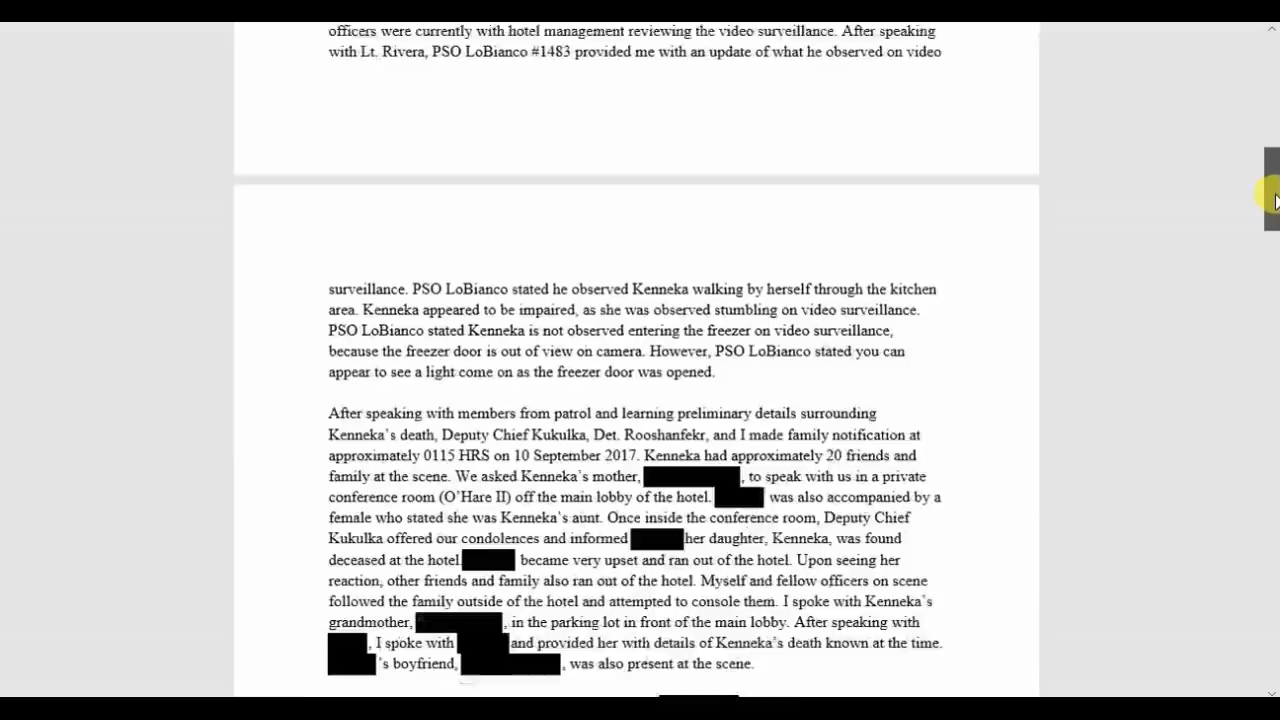 officers were currently with hotel management reviewing the video surveillance. After speaking
with Lt. Rivera, PSO LoBianco #1483 provided me with an update of what he observed on video
surveillance. PSO LoBianco stated he observed Kenneka walking by herself through the kitchen
area. Kenneka appeared to be impaired, as she was observed stumbling on video surveillance.
PSO LoBianco stated Kenneka is not observed entering the freezer on video surveillance,
because the freezer door is out of view on camera. However, PSO LoBianco stated you can
appear to see a light come on as the freezer door was opened.
After speaking with members from patrol and learning preliminary details surrounding
Kenneka's death, Deputy Chief Kukulka, Det. Rooshanfekr, and I made family notification at
approximately 0115 HRS on 10 September 2017. Kenneka had approximately 20 friends and
family at the scene. We asked Kenneka's mother, , to speak with us in a private
conference room (O'Hare II) off the main lobby of the hotel. was also accompanied by a
female who stated she was Kenneka's aunt. Once inside the conference room, Deputy Chief
Kukulka offered our condolences and informed her daughter, Kenneka, was found
deceased at the hotel. became very upset and ran out of the hotel. Upon seeing her
reaction, other friends and family also ran out of the hotel. Myself and fellow officers on scene
followed the family outside of the hotel and attempted to console them. I spoke with Kenneka's
grandmother, , in the parking lot in front of the main lobby. After speaking with
, I spoke with and provided her with details of Kenneka's death known at the time.
's boyfriend, , was also present at the scene.